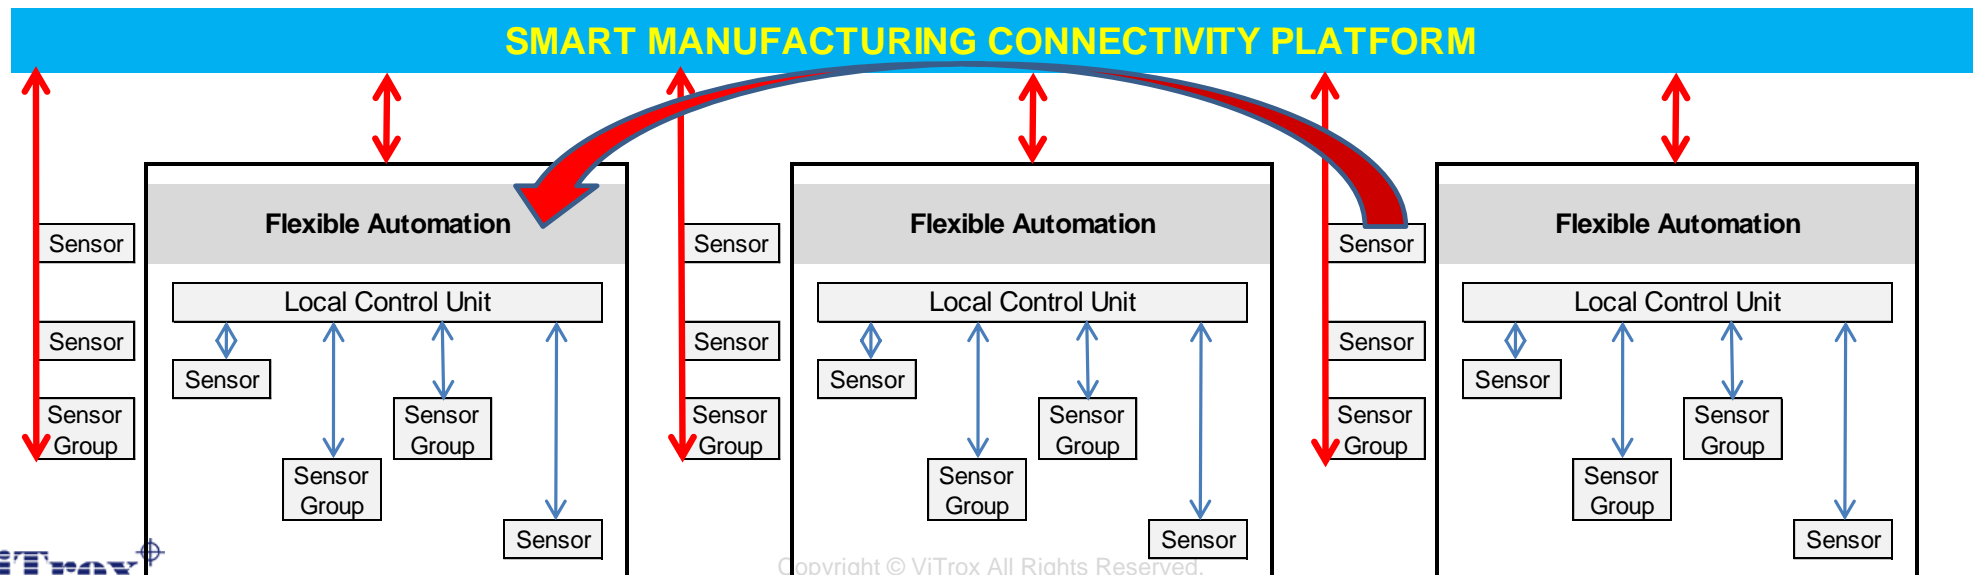 SMART MANUFACTURING CONNECTIVITY PLATFORM
Sensor
Sensor
Sensor
Group
Flexible Automation
Local Control Unit
Sensor
Sensor
Group
Sensor
Group
Sensor
Sensor
Sensor
Sensor
Group
Flexible Automation
Local Control Unit
Sensor
Sensor
Group
Sensor
Group
Sensor
Sensor
Sensor
Sensor
Group
Flexible Automation
Local Control Unit
Sensor
Sensor
Group
Sensor
Group
Sensor
iTrox
Copyright © ViTrox All Rights Reserved.